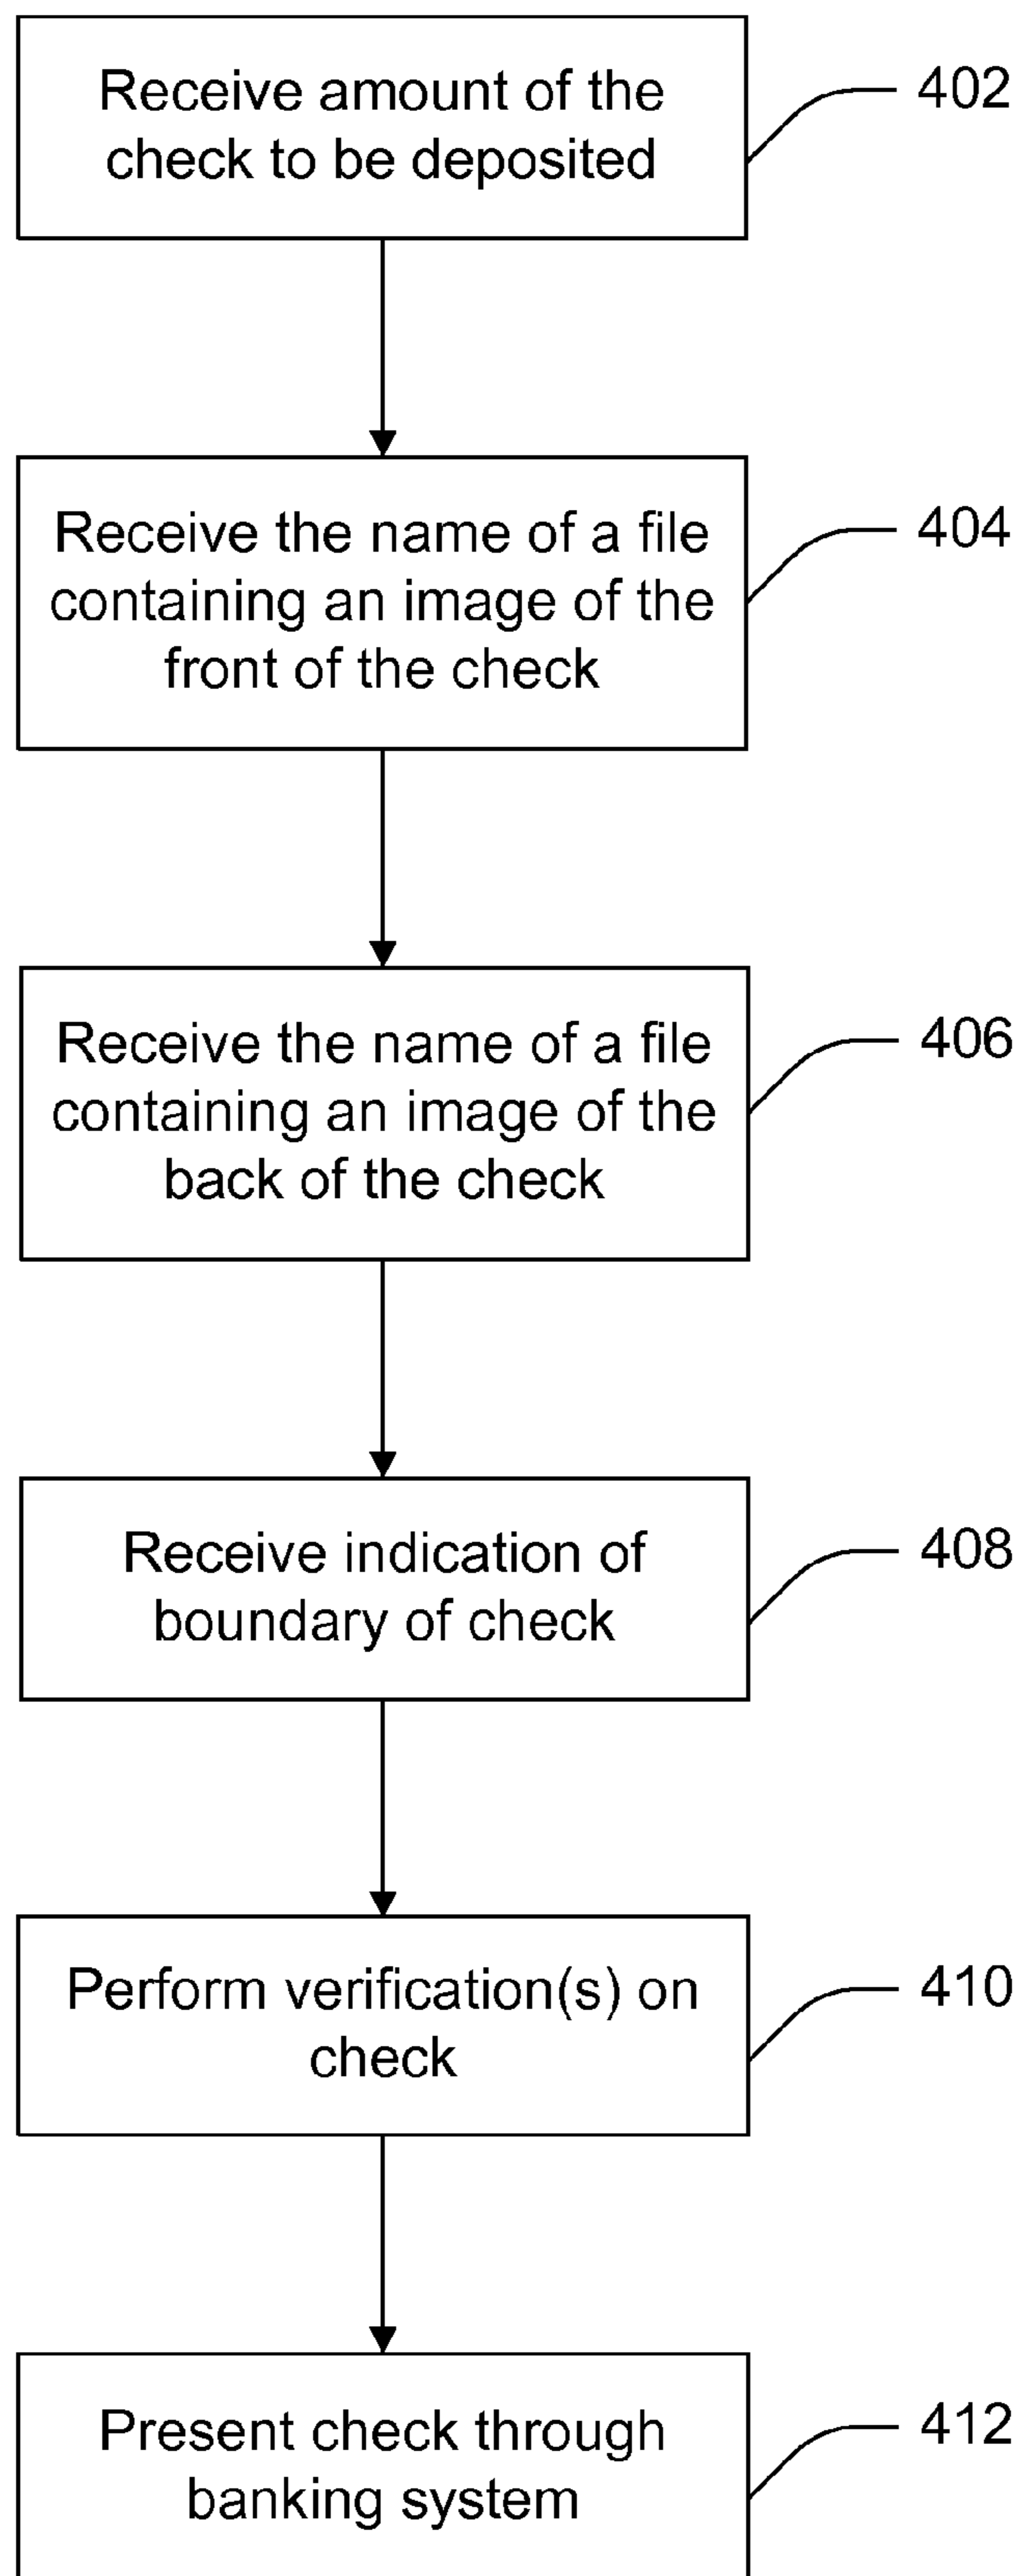 Receive amount of the
check to be deposited
402
Receive the name of a file
containing an image of the
front of the check
404
Receive the name of a file
containing an image of the
back of the check
406
Receive indication of
boundary of check
408
Perform verification(s) on
check
410
Present check through
banking system
412